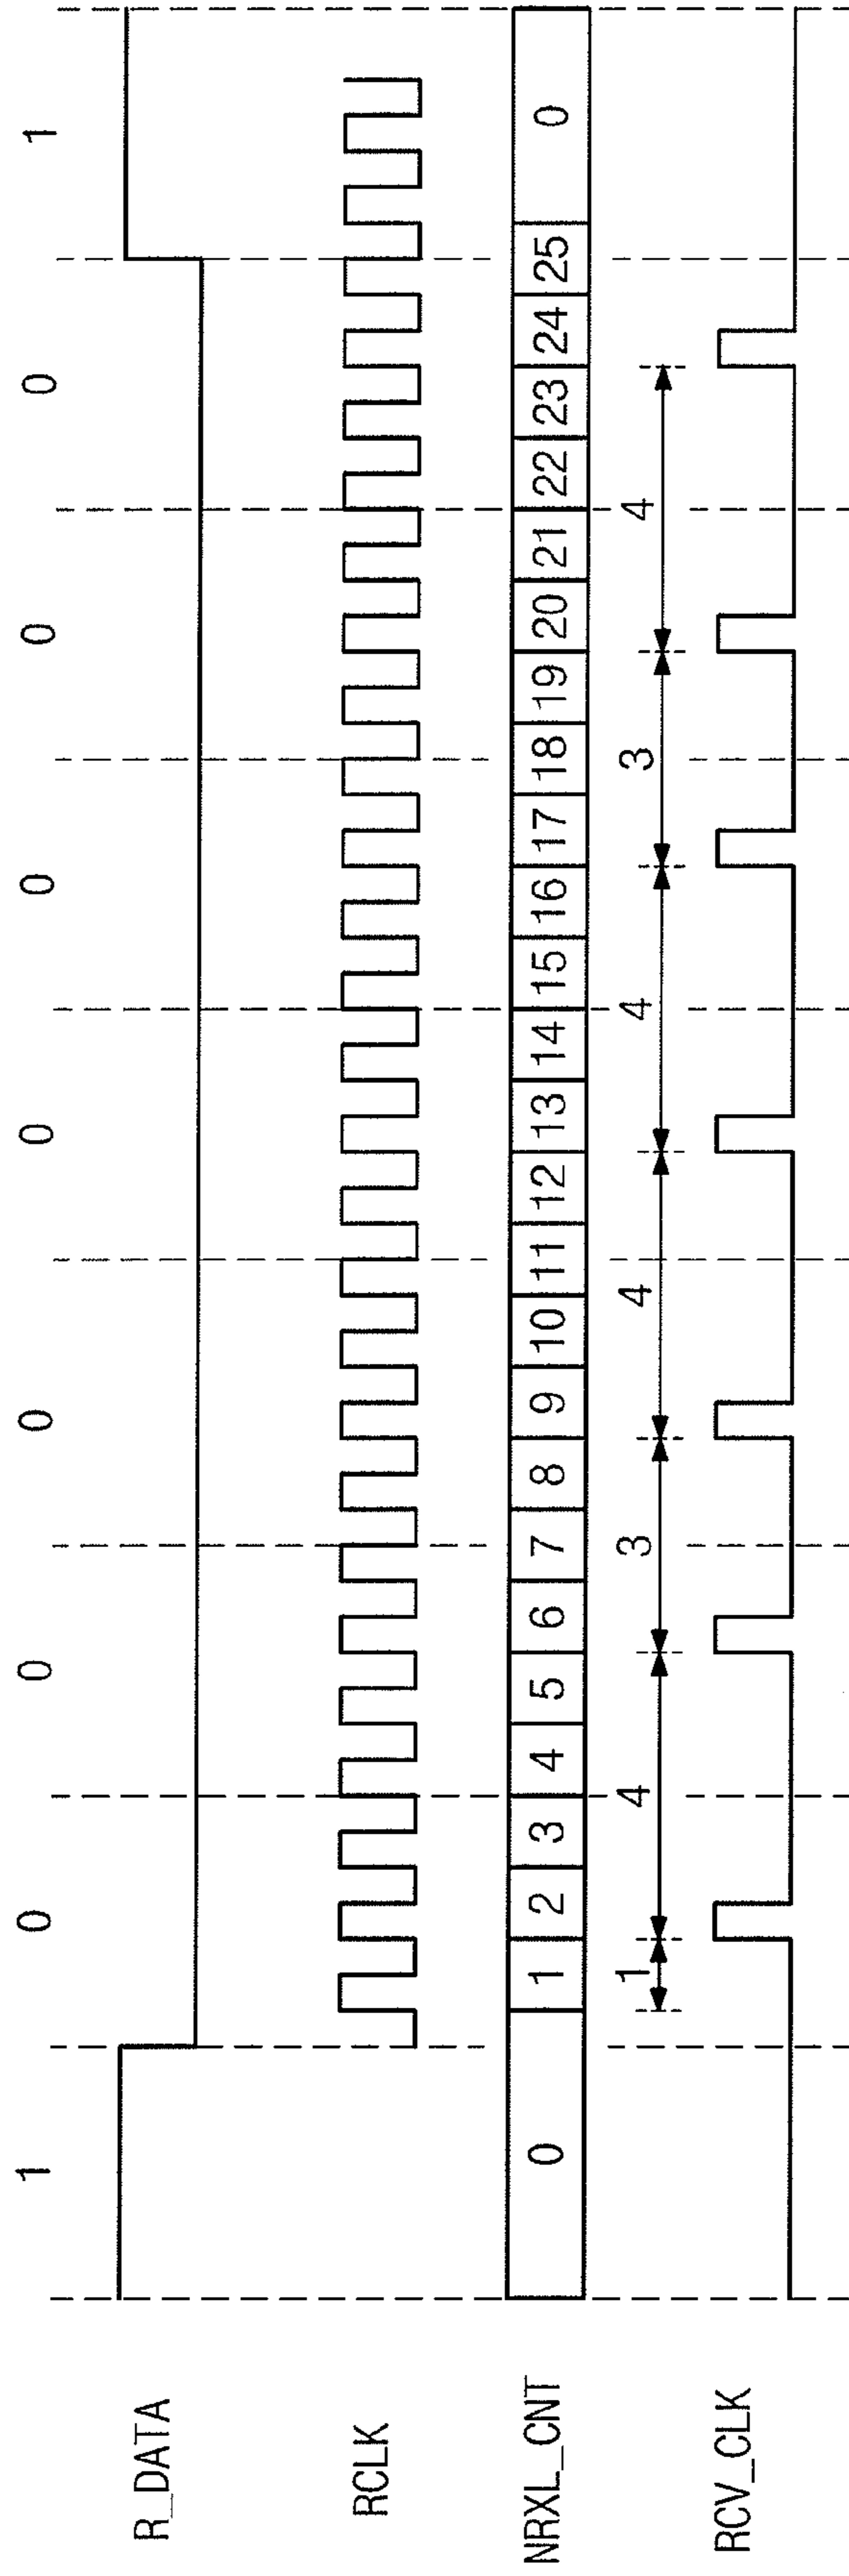 1 0 0 0 0 0 0 0 1
R_DATA
RCLK
NRXL_CNT 0 1 2 3 4 5 6 7 8 9 10 11 12 13 14 15 16 17 18 19 20 21 22 23 24 25 0
1 4 3 4 4 3 4
RCV_CLK